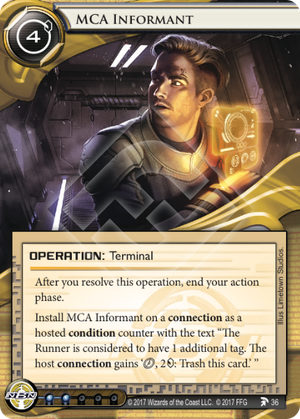 4
MCA Informant
OPERATION: Terminal
After you resolve this operation, end your action
phase.
Install MCA Informant on a connection as a
hosted condition counter with the text "The
Runner is considered to have 1 additional tag. The
host connection gains ' , 2 : Trash this card.' "
Illus. Limetown Studios.
NBN
© 2017 Wizards of the Coast LLC. © 2017 FFG
36